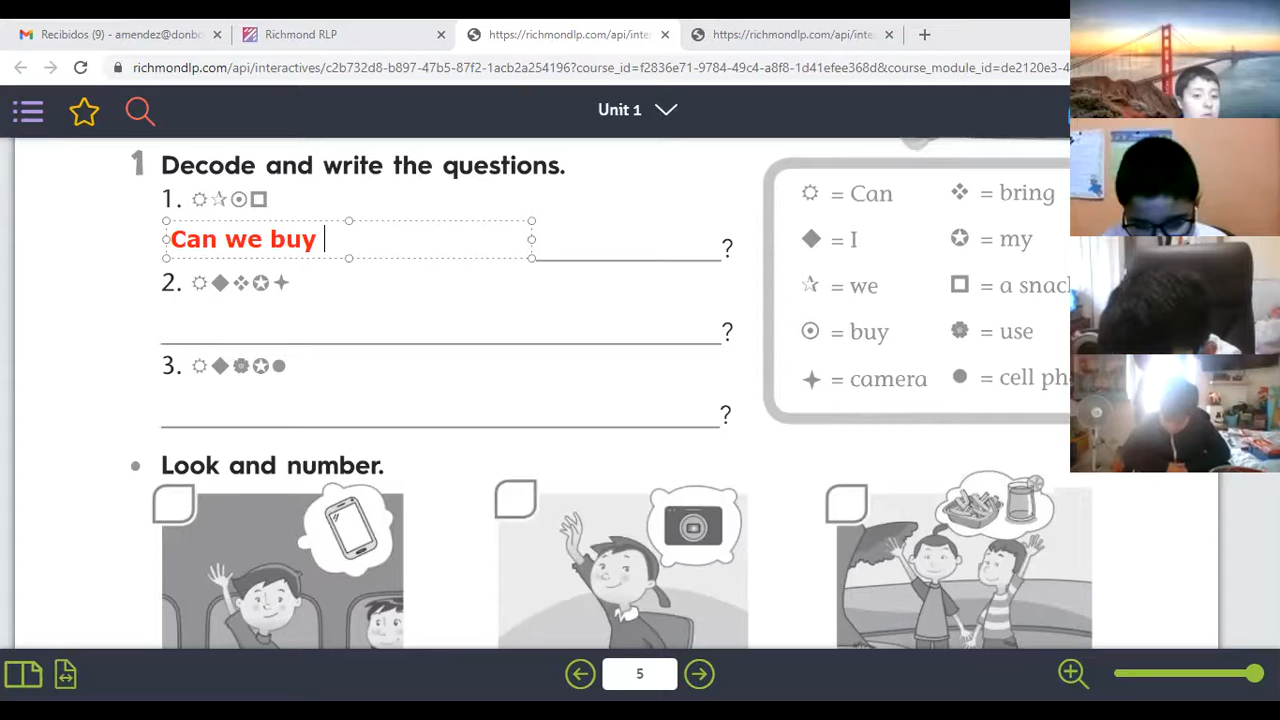 Recibidos (9) - amendez@donbo
Richmond RLP
https://richmondlp.com/api/inte
https://richmondlp.com/api/inte
richmondlp.com/api/interactives/c2b732d8-bb97-47b5-87f2-1acb2a254196?course_id=f2836e71-9784-49c4-a8f8-1d41efee368d&course_module_id=de2120e3-4
Unit 1
1 Decode and write the questions.
1.
Can we buy
?
2.
?
3.
?
= Can
= bring
= I
= my
= we
= a snac
= buy
= use
= camera
= cell ph
• Look and number.
5